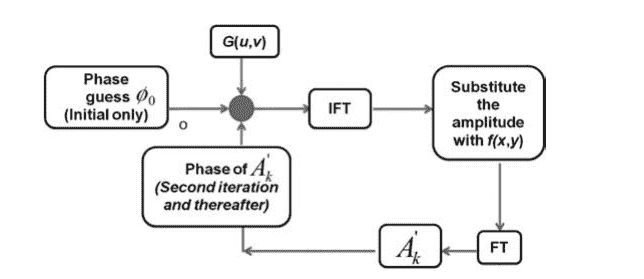 G(u,v)
Phase
guess ϕ₀
(Initial only)
o
IFT
Substitute
the
amplitude
with f(x,y)
Phase of A'ₖ
(Second iteration
and thereafter)
A'ₖ
FT